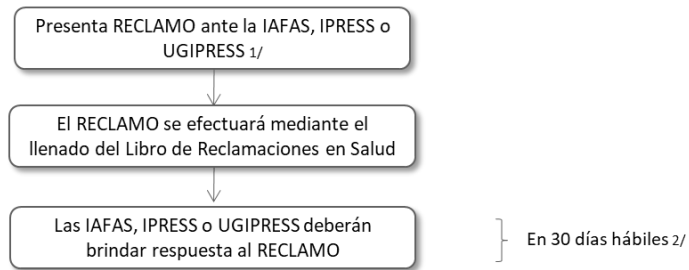 Presenta RECLAMO ante la IAFAS, IPRESS o
UGIPRESS 1/
El RECLAMO se efectuará mediante el
llenado del Libro de Reclamaciones en Salud
Las IAFAS, IPRESS o UGIPRESS deberán
brindar respuesta al RECLAMO
En 30 días hábiles 2/